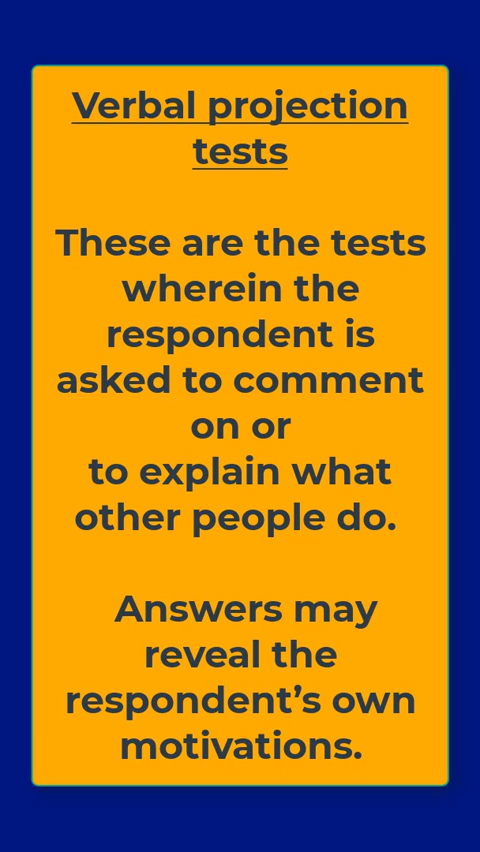 Verbal projection
tests
These are the tests
wherein the
respondent is
asked to comment
on or
to explain what
other people do.
Answers may
reveal the
respondent’s own
motivations.